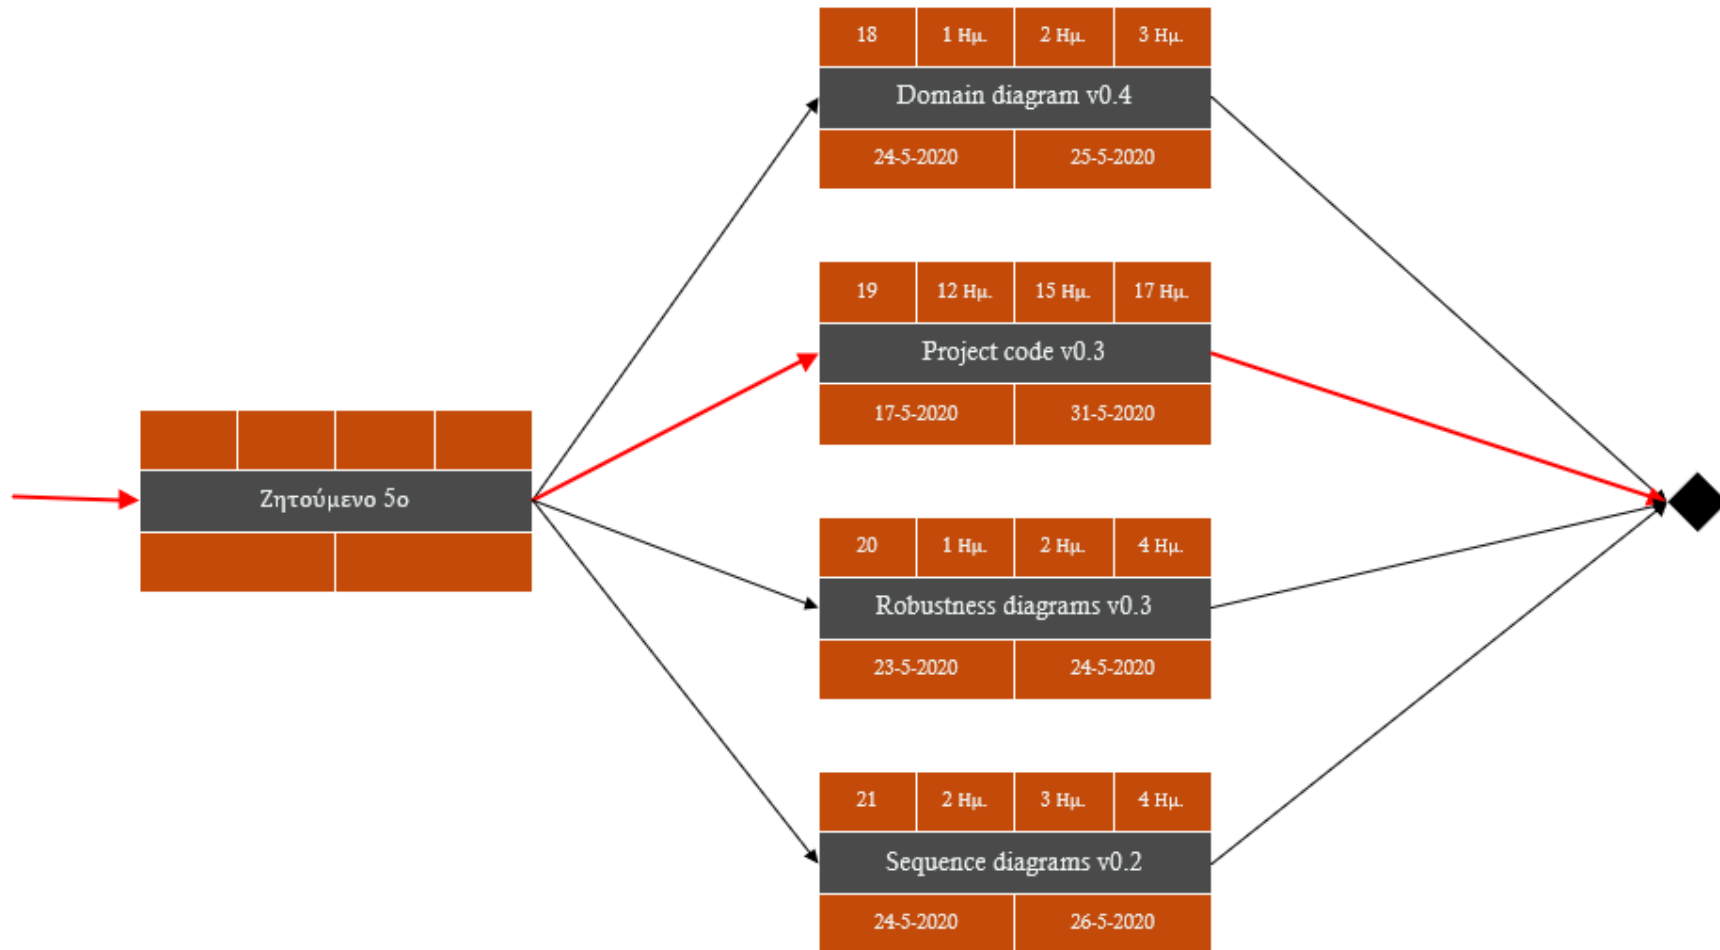 18 1 Ημ. 2 Ημ. 3 Ημ.
Domain diagram v0.4
24-5-2020 25-5-2020
19 12 Ημ. 15 Ημ. 17 Ημ.
Project code v0.3
17-5-2020 31-5-2020
Ζητούμενο 5ο
20 1 Ημ. 2 Ημ. 4 Ημ.
Robustness diagrams v0.3
23-5-2020 24-5-2020
21 2 Ημ. 3 Ημ. 4 Ημ.
Sequence diagrams v0.2
24-5-2020 26-5-2020